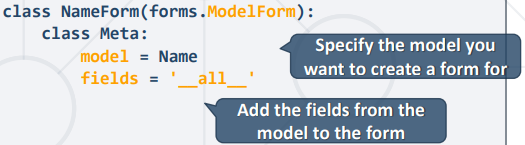 class NameForm(forms.ModelForm):
    class Meta:
        model = Name
        fields = '__all__'
Specify the model you
want to create a form for
Add the fields from the
model to the form